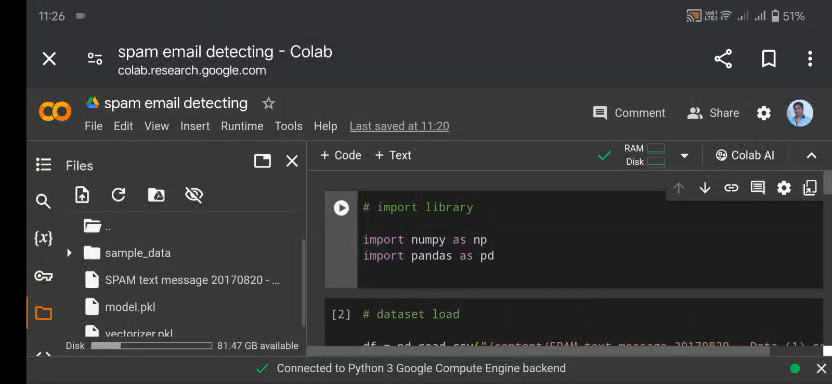 11:26
51%
spam email detecting - Colab
colab.research.google.com
spam email detecting
File Edit View Insert Runtime Tools Help Last saved at 11:20
Comment Share
Files
+ Code + Text
RAM
Disk
Colab AI
..
sample_data
SPAM text message 20170820 - ...
model.pkl
vectorizer.pkl
Disk 81.47 GB available
{x}
# import library
import numpy as np
import pandas as pd
[2] # dataset load
df = pd.read_csv("/content/SPAM text message 20170820 - Data (1).c
Connected to Python 3 Google Compute Engine backend